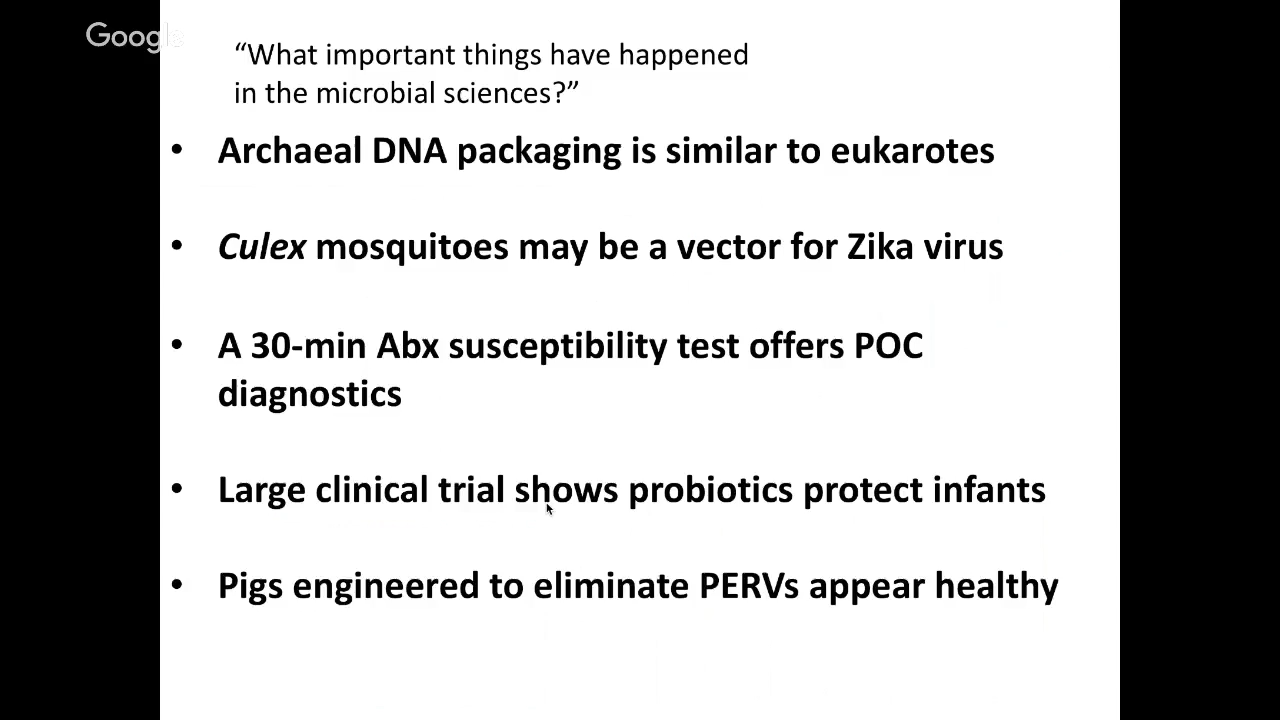 Google
“What important things have happened
in the microbial sciences?”
• Archaeal DNA packaging is similar to eukarotes
• Culex mosquitoes may be a vector for Zika virus
• A 30-min Abx susceptibility test offers POC
diagnostics
• Large clinical trial shows probiotics protect infants
• Pigs engineered to eliminate PERVs appear healthy